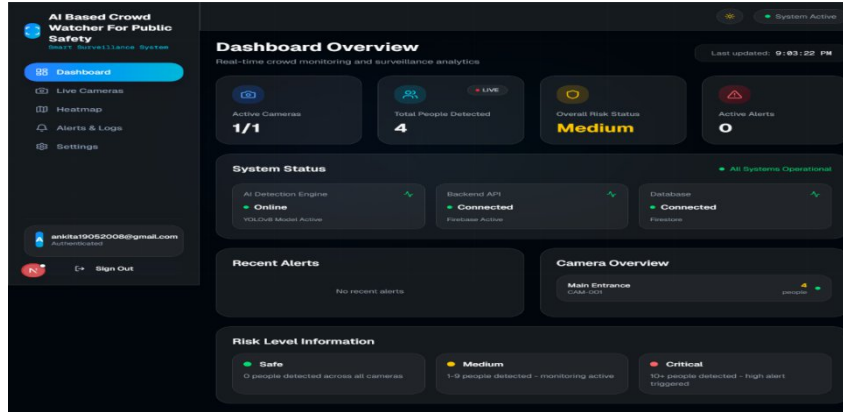 AI Based Crowd
Watcher For Public
Safety
Smart Surveillance System
Dashboard
Live Cameras
Heatmap
Alerts & Logs
Settings
A
ankita19052008@gmail.com
Authenticated
N
Sign Out
System Active
Dashboard Overview
Real-time crowd monitoring and surveillance analytics
Last updated: 9:03:22 PM
Active Cameras
1/1
LIVE
Total People Detected
4
Overall Risk Status
Medium
Active Alerts
0
System Status
All Systems Operational
AI Detection Engine
Online
YOLOv8 Model Active
Backend API
Connected
Firebase Active
Database
Connected
Firestore
Recent Alerts
No recent alerts
Camera Overview
Main Entrance
CAM-001
4
people
Risk Level Information
Safe
0 people detected across all cameras
Medium
1-9 people detected - monitoring active
Critical
10+ people detected - high alert
triggered